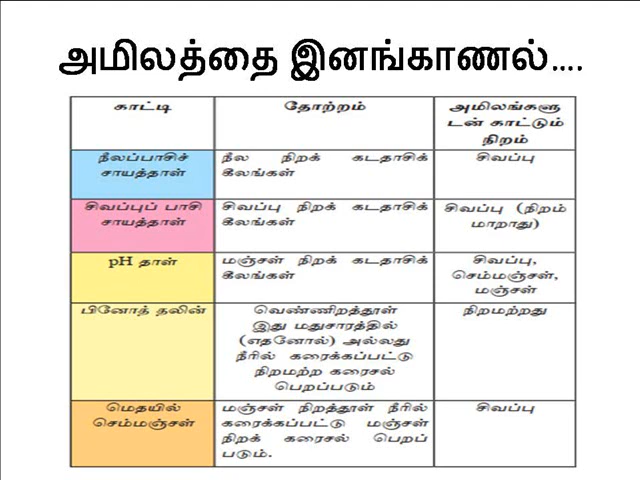 அமிலத்தை இனங்காணல்....
காட்டி
தோற்றம்
அமிலங்களு
டன் காட்டும்
நிறம்
நீலப்பாசிச்
சாயத்தாள்
நீல நிறக் கடதாசிக்
கீலங்கள்
சிவப்பு
சிவப்புப் பாசி
சாயத்தாள்
சிவப்பு நிறக் கடதாசிக்
கீலங்கள்
சிவப்பு (நிறம்
மாறாது)
pH தாள்
மஞ்சள் நிறக் கடதாசிக்
கீலங்கள்
சிவப்பு,
செம்மஞ்சள்,
மஞ்சள்
பினோத் தலின்
வெண்ணிறத்தூள்
இது மதுசாரத்தில்
(எதனோல்) அல்லது
நீரில் கரைக்கப்பட்டு
நிறமற்ற கரைசல்
பெறப்படும்
நிறமற்றது
மெதயில்
செம்மஞ்சள்
மஞ்சள் நிறத்தூள் நீரில்
கரைக்கப்பட்டு மஞ்சள்
நிறக் கரைசல் பெறப்
படும்.
சிவப்பு